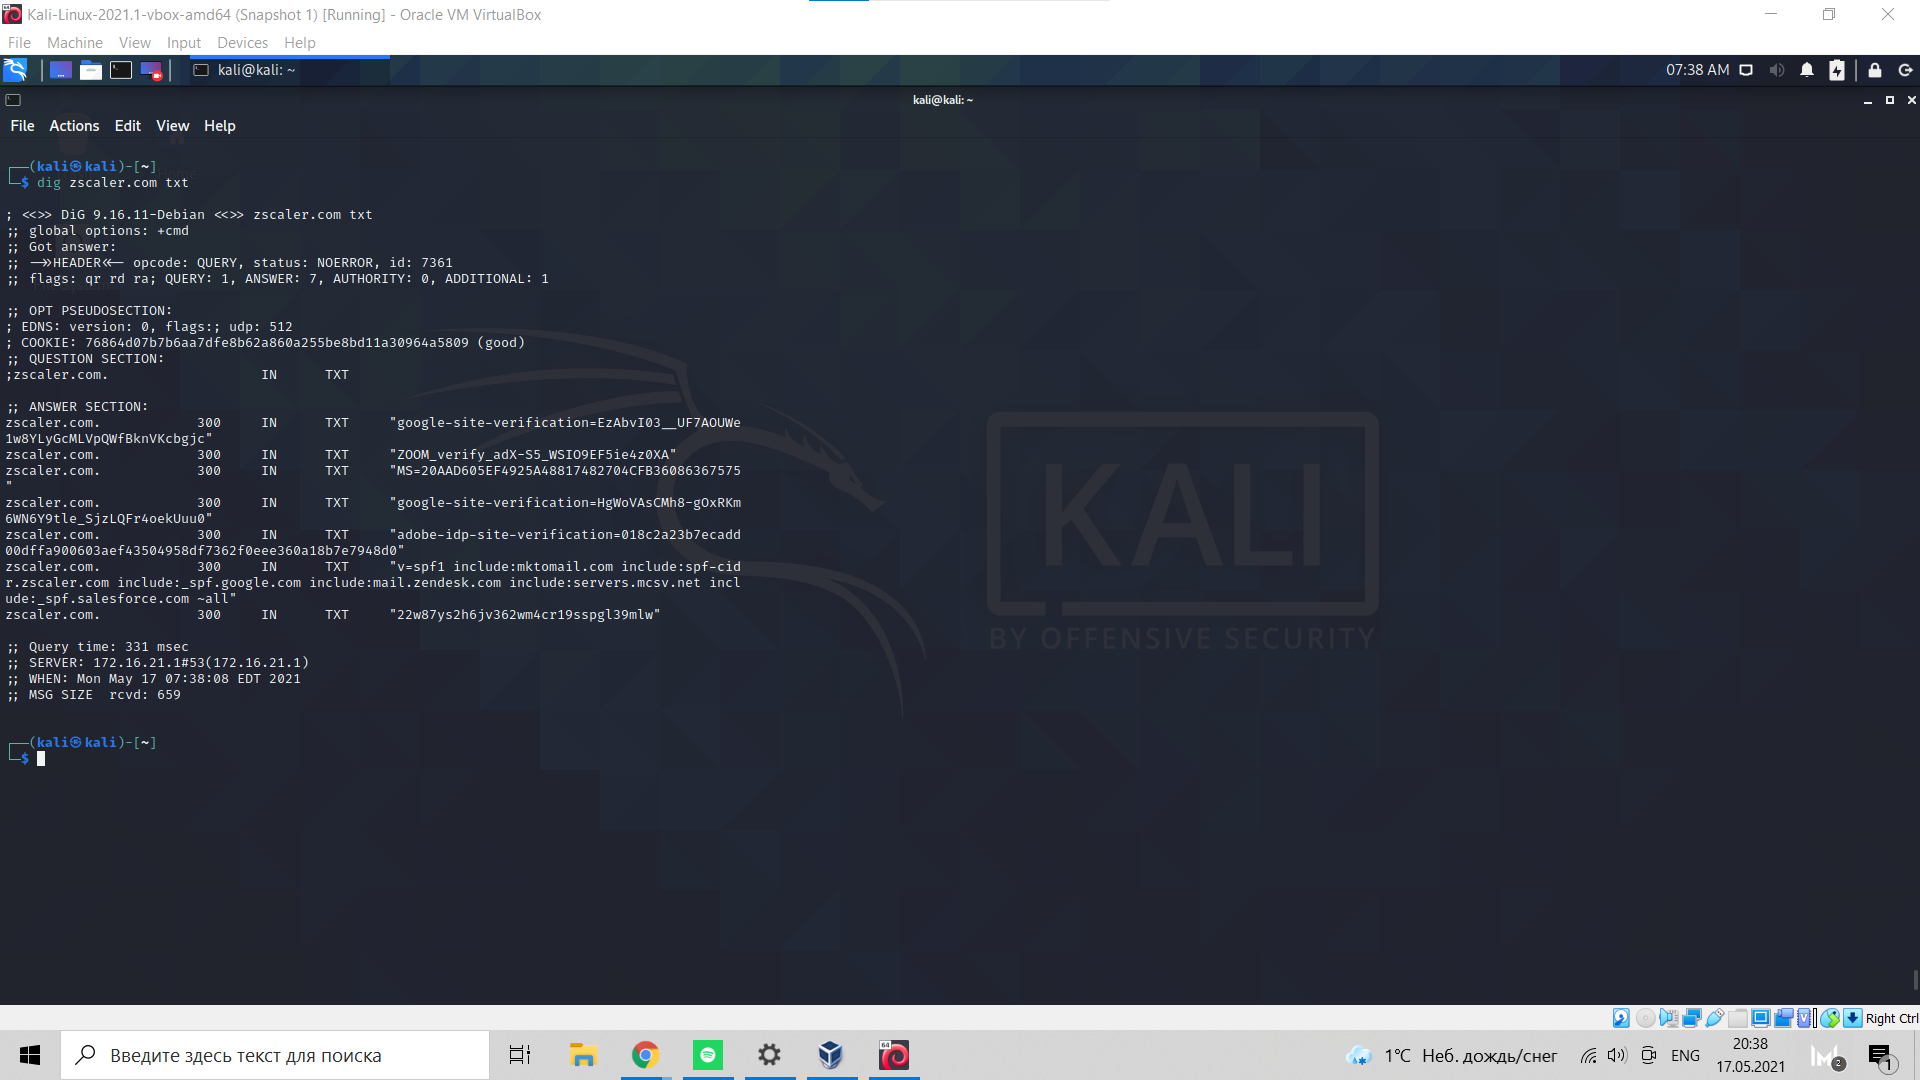 Kali-Linux-2021.1-vbox-amd64 (Snapshot 1) [Running] - Oracle VM VirtualBox
File Machine View Input Devices Help
kali@kali: ~
07:38 AM
kali@kali: ~
File Actions Edit View Help
┌──(kali㉿kali)-[~]
└─$ dig zscaler.com txt
; <<>> DiG 9.16.11-Debian <<>> zscaler.com txt
;; global options: +cmd
;; Got answer:
;; ->>HEADER<<- opcode: QUERY, status: NOERROR, id: 7361
;; flags: qr rd ra; QUERY: 1, ANSWER: 7, AUTHORITY: 0, ADDITIONAL: 1
;; OPT PSEUDOSECTION:
; EDNS: version: 0, flags:; udp: 512
; COOKIE: 76864d07b7b6aa7dfe8b62a860a255be8bd11a30964a5809 (good)
;; QUESTION SECTION:
;zscaler.com. IN TXT
;; ANSWER SECTION:
zscaler.com. 300 IN TXT "google-site-verification=EzAbvI03__UF7AOUWe
1w8YLyGcMLVpQWfBknVKcbgjc"
zscaler.com. 300 IN TXT "ZOOM_verify_adX-S5_WSIO9EF5ie4z0XA"
zscaler.com. 300 IN TXT "MS=20AAD605EF4925A48817482704CFB36086367575
"
zscaler.com. 300 IN TXT "google-site-verification=HgWoVAsCMh8-gOxRKm
6WN6Y9tle_SjzLQFr4oekUuu0"
zscaler.com. 300 IN TXT "adobe-idp-site-verification=018c2a23b7ecadd
00dffa900603aef43504958df7362f0eee360a18b7e7948d0"
zscaler.com. 300 IN TXT "v=spf1 include:mktomail.com include:spf-cid
r.zscaler.com include:_spf.google.com include:mail.zendesk.com include:servers.mcsv.net incl
ude:_spf.salesforce.com ~all"
zscaler.com. 300 IN TXT "22w87ys2h6jv362wm4cr19sspgl39mlw"
;; Query time: 331 msec
;; SERVER: 172.16.21.1#53(172.16.21.1)
;; WHEN: Mon May 17 07:38:08 EDT 2021
;; MSG SIZE rcvd: 659
┌──(kali㉿kali)-[~]
└─$
KALI
BY OFFENSIVE SECURITY
Right Ctrl
Введите здесь текст для поиска
64
1°C Неб. дождь/снег
ENG
20:38
17.05.2021
2
1